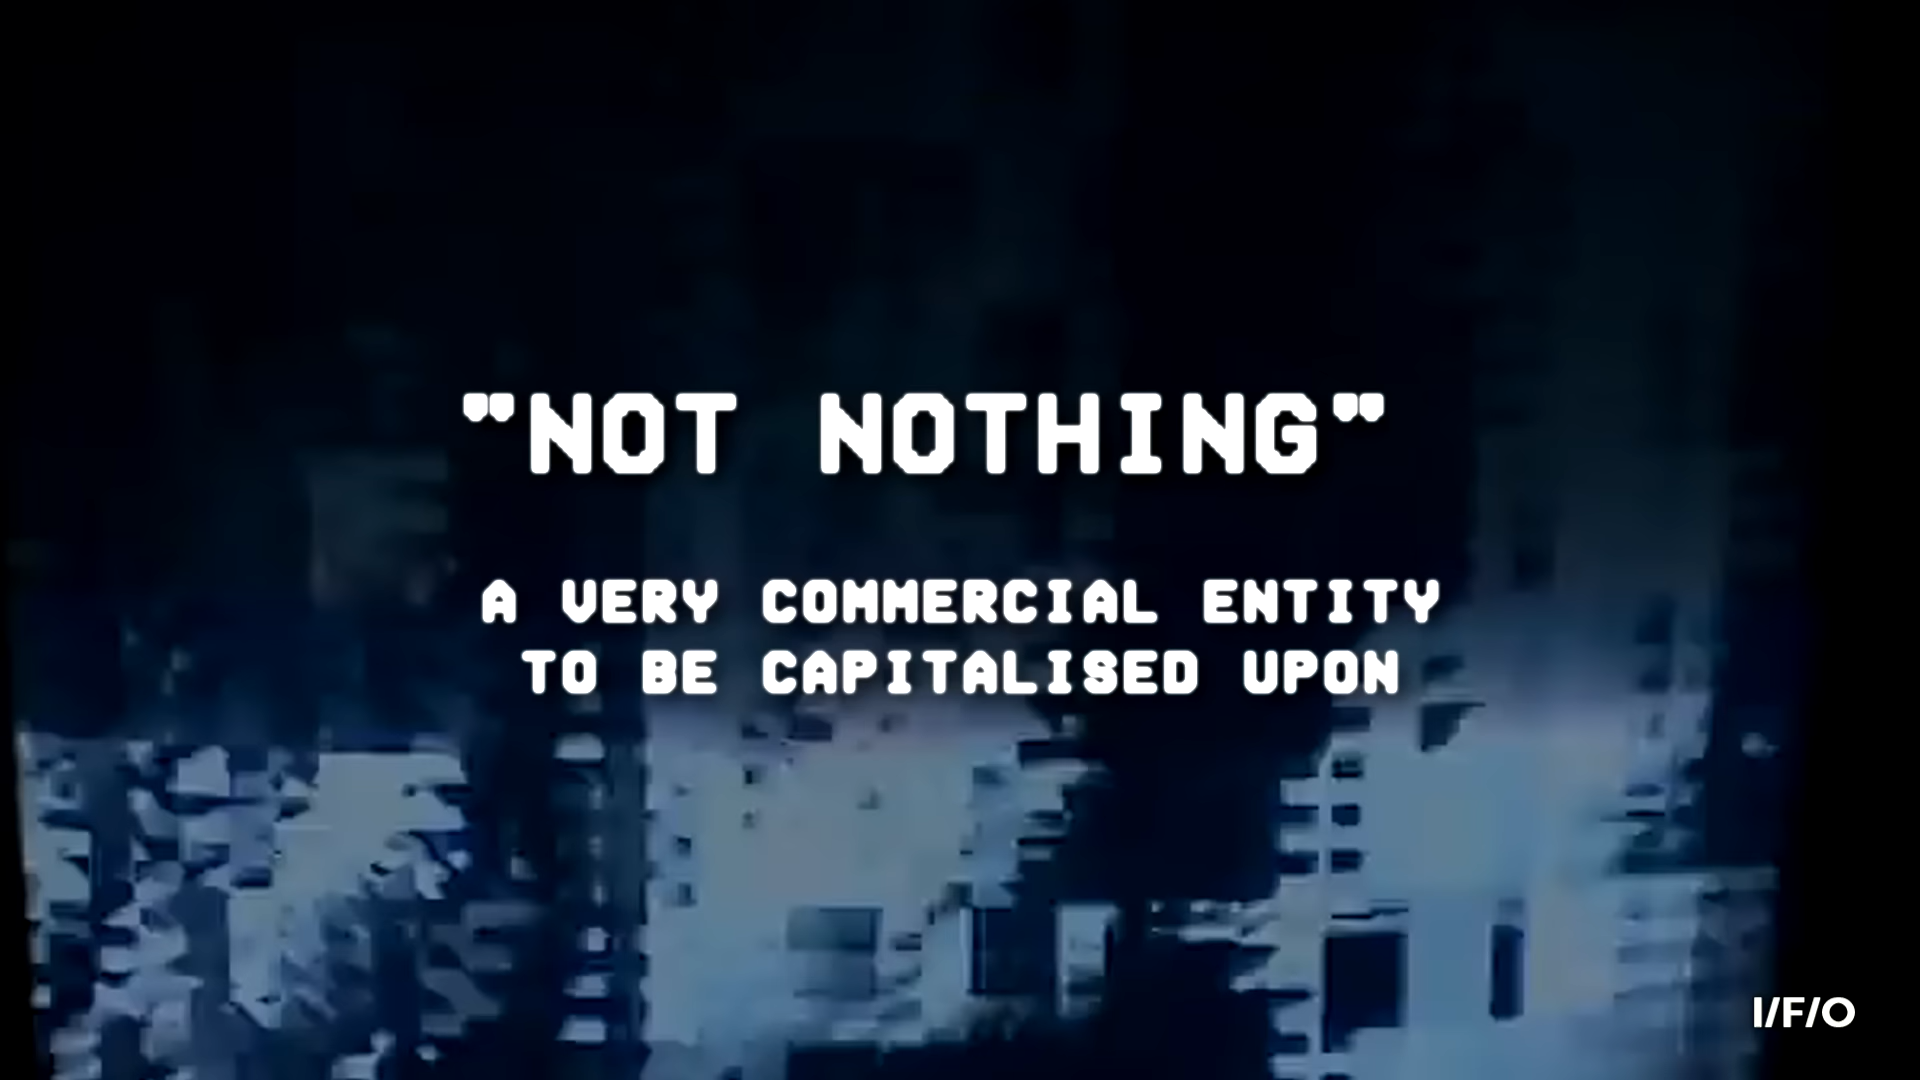 "NOT NOTHING"
A VERY COMMERCIAL ENTITY
TO BE CAPITALISED UPON
I/F/O